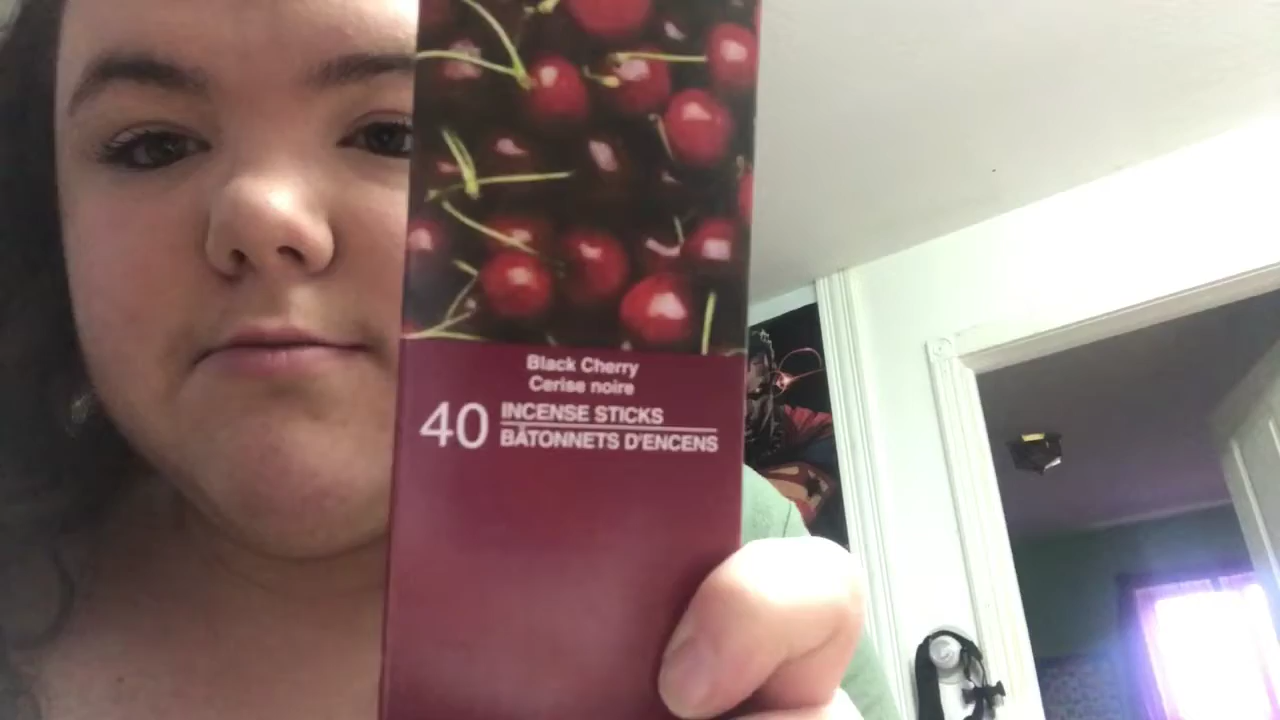 Black Cherry
Cerise noire
40 INCENSE STICKS
BÂTONNETS D'ENCENS